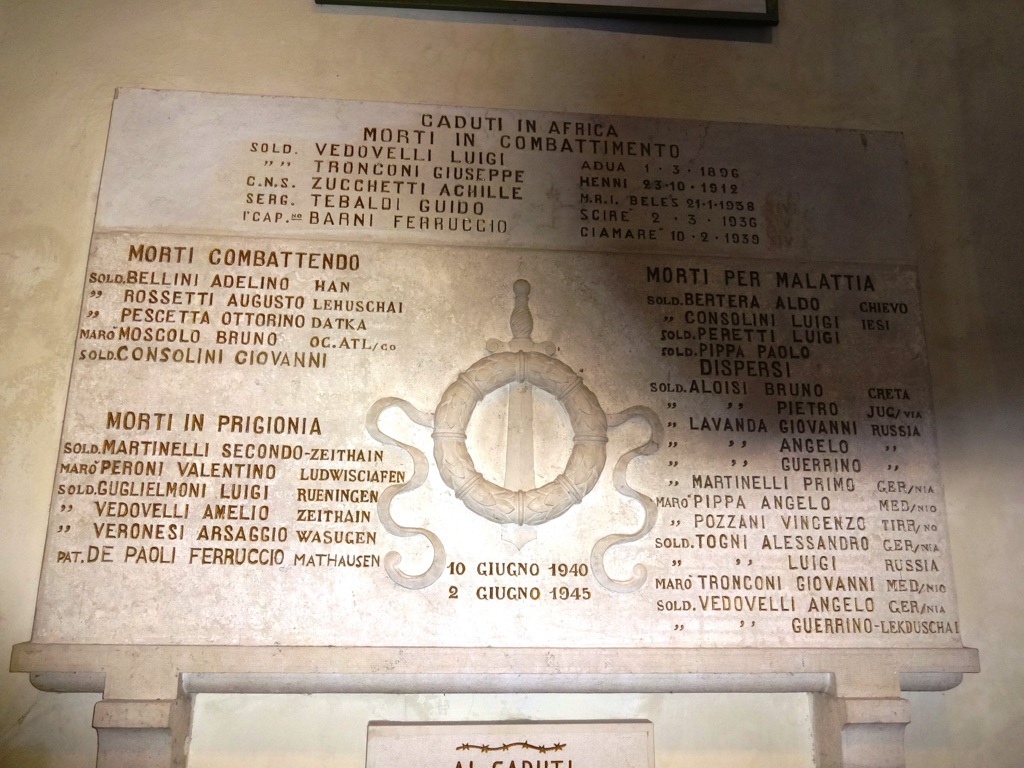 CADUTI IN AFRICA
MORTI IN COMBATTIMENTO
SOLD. VEDOVELLI LUIGI ADUA 1·3·1896
" " TRONCONI GIUSEPPE HENNI 23·10·1912
C.N.S. ZUCCHETTI ACHILLE M.R.I. BELES 21·1·1938
SERG. TEBALDI GUIDO SCIRE' 2·3·1936
1°CAP.NO BARNI FERRUCCIO CIAMARE' 10·2·1939
MORTI COMBATTENDO
SOLD. BELLINI ADELINO HAN
" ROSSETTI AUGUSTO LEHUSCHAI
" PESCETTA OTTORINO DATKA
MARO' MOSCOLO BRUNO OC.ATL/CO
SOLD. CONSOLINI GIOVANNI
MORTI IN PRIGIONIA
SOLD. MARTINELLI SECONDO-ZEITHAIN
MARO' PERONI VALENTINO LUDWISCIAFEN
SOLD. GUGLIELMONI LUIGI RUENINGEN
" VEDOVELLI AMELIO ZEITHAIN
" VERONESI ARSAGGIO WASUGEN
PAT. DE PAOLI FERRUCCIO MATHAUSEN
10 GIUGNO 1940
2 GIUGNO 1945
MORTI PER MALATTIA
SOLD. BERTERA ALDO CHIEVO
" CONSOLINI LUIGI IESI
SOLD. PERETTI LUIGI
SOLD. PIPPA PAOLO
DISPERSI
SOLD. ALOISI BRUNO CRETA
" " PIETRO JUG/VIA
" LAVANDA GIOVANNI RUSSIA
" " ANGELO "
" " GUERRINO "
" MARTINELLI PRIMO GER/NIA
MARO' PIPPA ANGELO MED/NIO
" POZZANI VINCENZO TIRR/NO
SOLD. TOGNI ALESSANDRO GER/NIA
" " LUIGI RUSSIA
MARO' TRONCONI GIOVANNI MED/NIO
SOLD. VEDOVELLI ANGELO GER/NIA
" " GUERRINO-LEKDUSCHAI
AI CADUTI